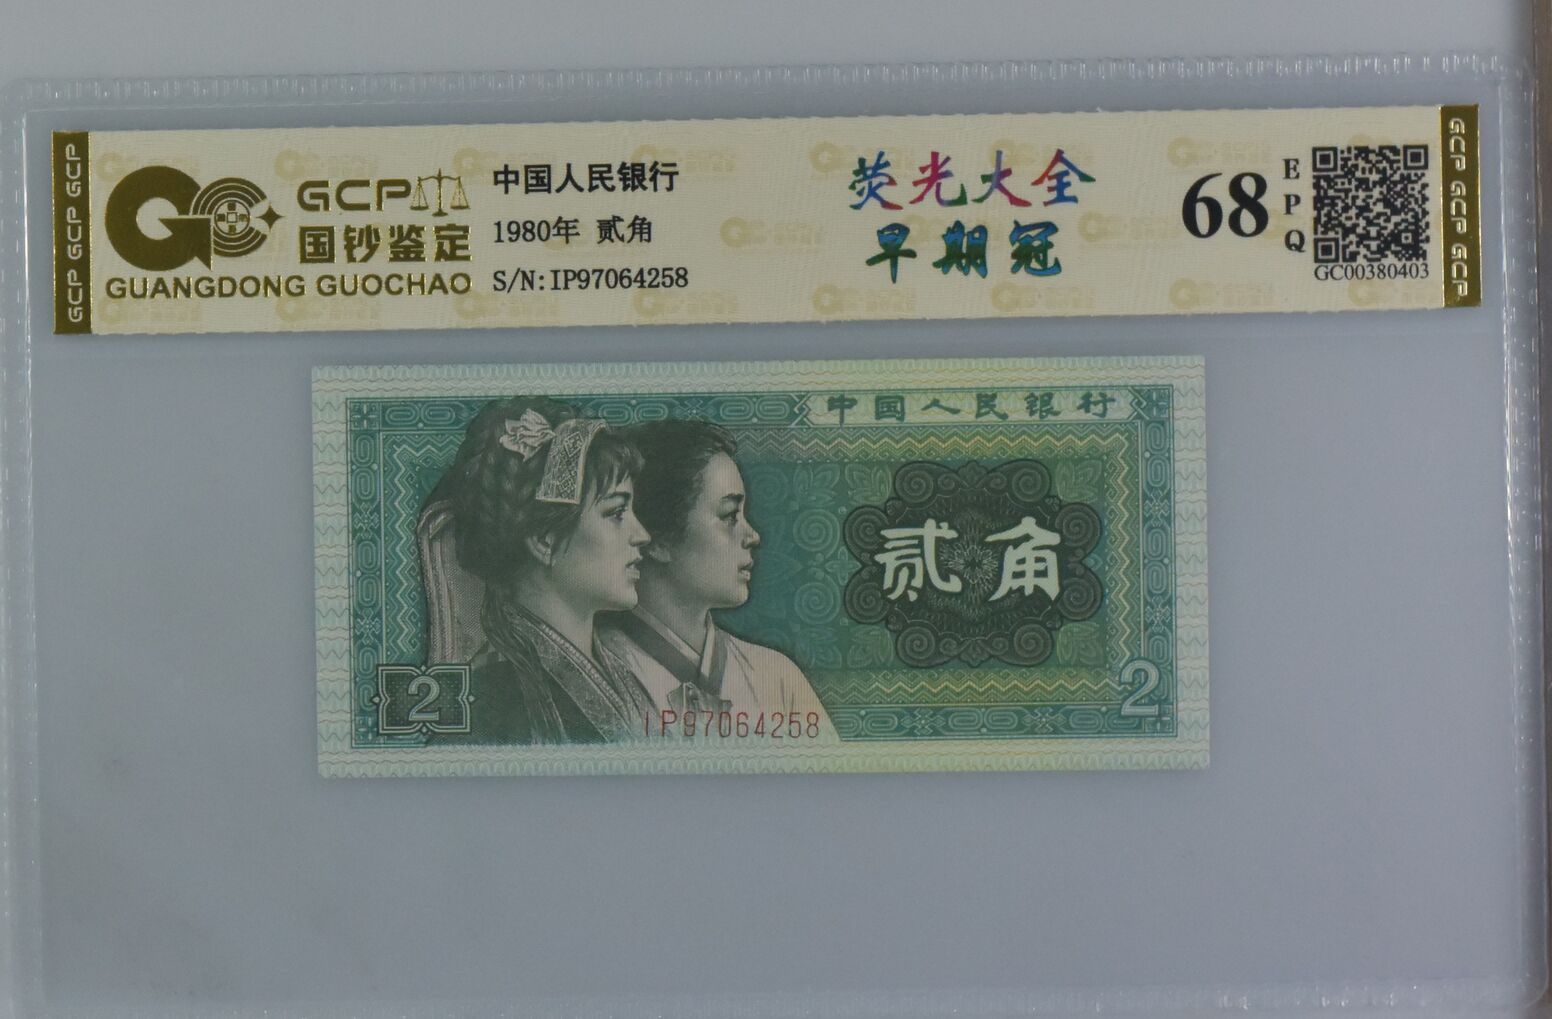 GCP GCP GCP
GCP
国钞鉴定
GUANGDONG GUOCHAO
中国人民银行
1980年 贰角
S/N:IP97064258
荧光大全
早期冠
68
EPQ
GC00380403
GCP GCP GCP
中国人民银行
贰角
2
2
IP97064258